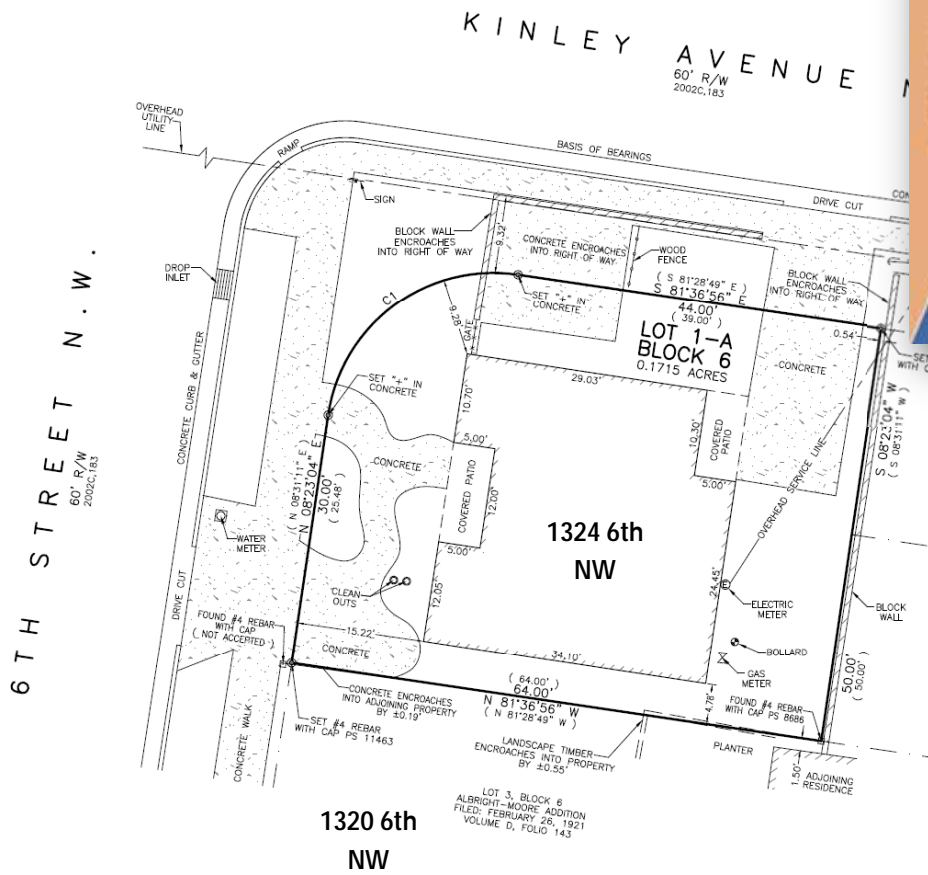 KINLEY AVENUE
60' R/W
2002C,183
OVERHEAD
UTILITY
LINE
RAMP
BASIS OF BEARINGS
DRIVE CUT
SIGN
BLOCK WALL
ENCROACHES
INTO RIGHT OF WAY
9.32'
CONCRETE ENCROACHES
INTO RIGHT OF WAY
WOOD
FENCE
BLOCK WALL
ENCROACHES
INTO RIGHT OF WAY
DROP
INLET
C1
9.28'
GATE
SET "+" IN
CONCRETE
( S 81°28'49" E )
S 81°36'56" E
44.00'
( 39.00' )
LOT 1-A
BLOCK 6
0.1715 ACRES
0.54'
SET
WITH C
CONCRETE
S 08°23'04" W
( S 08°31'11" W )
6TH STREET N.W.
60' R/W
2002C,183
CONCRETE CURB & GUTTER
SET "+" IN
CONCRETE
29.03'
10.70'
10.30'
COVERED
PATIO
5.00'
5.00'
CONCRETE
( N 08°31'11" E )
N 08°23'04" E
30.00'
( 25.48' )
COVERED PATIO
12.00'
5.00'
OVERHEAD SERVICE LINE
1324 6th
NW
WATER
METER
CLEAN
OUTS
12.05'
24.45'
E
ELECTRIC
METER
BLOCK
WALL
DRIVE CUT
FOUND #4 REBAR
WITH CAP
( NOT ACCEPTED )
15.22'
CONCRETE
34.10'
BOLLARD
GAS
METER
50.00'
( 50.00' )
CONCRETE ENCROACHES
INTO ADJOINING PROPERTY
BY ±0.19'
( 64.00' )
64.00'
N 81°36'56" W
( N 81°28'49" W )
4.78'
FOUND #4 REBAR
WITH CAP PS 8686
SET #4 REBAR
WITH CAP PS 11463
CONCRETE WALK
LANDSCAPE TIMBER
ENCROACHES INTO PROPERTY
BY ±0.55'
PLANTER
1.50'
ADJOINING
RESIDENCE
LOT 3, BLOCK 6
ALBRIGHT-MOORE ADDITION
FILED: FEBRUARY 26, 1921
VOLUME D, FOLIO 143
1320 6th
NW